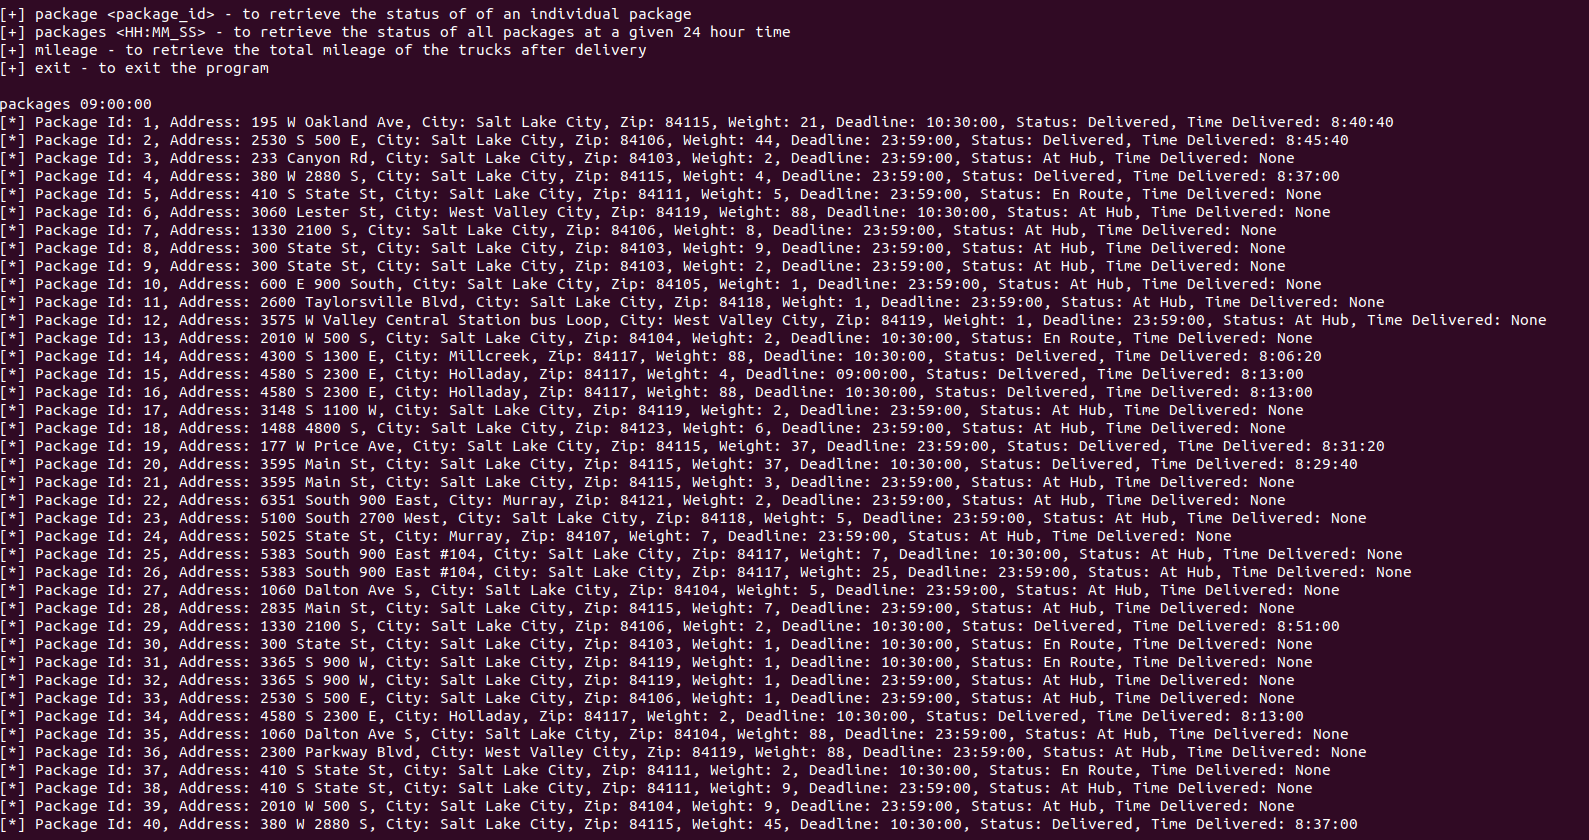 [+] package <package_id> - to retrieve the status of of an individual package
[+] packages <HH:MM_SS> - to retrieve the status of all packages at a given 24 hour time
[+] mileage - to retrieve the total mileage of the trucks after delivery
[+] exit - to exit the program
packages 09:00:00
[*] Package Id: 1, Address: 195 W Oakland Ave, City: Salt Lake City, Zip: 84115, Weight: 21, Deadline: 10:30:00, Status: Delivered, Time Delivered: 8:40:40
[*] Package Id: 2, Address: 2530 S 500 E, City: Salt Lake City, Zip: 84106, Weight: 44, Deadline: 23:59:00, Status: Delivered, Time Delivered: 8:45:40
[*] Package Id: 3, Address: 233 Canyon Rd, City: Salt Lake City, Zip: 84103, Weight: 2, Deadline: 23:59:00, Status: At Hub, Time Delivered: None
[*] Package Id: 4, Address: 380 W 2880 S, City: Salt Lake City, Zip: 84115, Weight: 4, Deadline: 23:59:00, Status: Delivered, Time Delivered: 8:37:00
[*] Package Id: 5, Address: 410 S State St, City: Salt Lake City, Zip: 84111, Weight: 5, Deadline: 23:59:00, Status: En Route, Time Delivered: None
[*] Package Id: 6, Address: 3060 Lester St, City: West Valley City, Zip: 84119, Weight: 88, Deadline: 10:30:00, Status: At Hub, Time Delivered: None
[*] Package Id: 7, Address: 1330 2100 S, City: Salt Lake City, Zip: 84106, Weight: 8, Deadline: 23:59:00, Status: At Hub, Time Delivered: None
[*] Package Id: 8, Address: 300 State St, City: Salt Lake City, Zip: 84103, Weight: 9, Deadline: 23:59:00, Status: At Hub, Time Delivered: None
[*] Package Id: 9, Address: 300 State St, City: Salt Lake City, Zip: 84103, Weight: 2, Deadline: 23:59:00, Status: At Hub, Time Delivered: None
[*] Package Id: 10, Address: 600 E 900 South, City: Salt Lake City, Zip: 84105, Weight: 1, Deadline: 23:59:00, Status: At Hub, Time Delivered: None
[*] Package Id: 11, Address: 2600 Taylorsville Blvd, City: Salt Lake City, Zip: 84118, Weight: 1, Deadline: 23:59:00, Status: At Hub, Time Delivered: None
[*] Package Id: 12, Address: 3575 W Valley Central Station bus Loop, City: West Valley City, Zip: 84119, Weight: 1, Deadline: 23:59:00, Status: At Hub, Time Delivered: None
[*] Package Id: 13, Address: 2010 W 500 S, City: Salt Lake City, Zip: 84104, Weight: 2, Deadline: 10:30:00, Status: En Route, Time Delivered: None
[*] Package Id: 14, Address: 4300 S 1300 E, City: Millcreek, Zip: 84117, Weight: 88, Deadline: 10:30:00, Status: Delivered, Time Delivered: 8:06:20
[*] Package Id: 15, Address: 4580 S 2300 E, City: Holladay, Zip: 84117, Weight: 4, Deadline: 09:00:00, Status: Delivered, Time Delivered: 8:13:00
[*] Package Id: 16, Address: 4580 S 2300 E, City: Holladay, Zip: 84117, Weight: 88, Deadline: 10:30:00, Status: Delivered, Time Delivered: 8:13:00
[*] Package Id: 17, Address: 3148 S 1100 W, City: Salt Lake City, Zip: 84119, Weight: 2, Deadline: 23:59:00, Status: At Hub, Time Delivered: None
[*] Package Id: 18, Address: 1488 4800 S, City: Salt Lake City, Zip: 84123, Weight: 6, Deadline: 23:59:00, Status: At Hub, Time Delivered: None
[*] Package Id: 19, Address: 177 W Price Ave, City: Salt Lake City, Zip: 84115, Weight: 37, Deadline: 23:59:00, Status: Delivered, Time Delivered: 8:31:20
[*] Package Id: 20, Address: 3595 Main St, City: Salt Lake City, Zip: 84115, Weight: 37, Deadline: 10:30:00, Status: Delivered, Time Delivered: 8:29:40
[*] Package Id: 21, Address: 3595 Main St, City: Salt Lake City, Zip: 84115, Weight: 3, Deadline: 23:59:00, Status: At Hub, Time Delivered: None
[*] Package Id: 22, Address: 6351 South 900 East, City: Murray, Zip: 84121, Weight: 2, Deadline: 23:59:00, Status: At Hub, Time Delivered: None
[*] Package Id: 23, Address: 5100 South 2700 West, City: Salt Lake City, Zip: 84118, Weight: 5, Deadline: 23:59:00, Status: At Hub, Time Delivered: None
[*] Package Id: 24, Address: 5025 State St, City: Murray, Zip: 84107, Weight: 7, Deadline: 23:59:00, Status: At Hub, Time Delivered: None
[*] Package Id: 25, Address: 5383 South 900 East #104, City: Salt Lake City, Zip: 84117, Weight: 7, Deadline: 10:30:00, Status: At Hub, Time Delivered: None
[*] Package Id: 26, Address: 5383 South 900 East #104, City: Salt Lake City, Zip: 84117, Weight: 25, Deadline: 23:59:00, Status: At Hub, Time Delivered: None
[*] Package Id: 27, Address: 1060 Dalton Ave S, City: Salt Lake City, Zip: 84104, Weight: 5, Deadline: 23:59:00, Status: At Hub, Time Delivered: None
[*] Package Id: 28, Address: 2835 Main St, City: Salt Lake City, Zip: 84115, Weight: 7, Deadline: 23:59:00, Status: At Hub, Time Delivered: None
[*] Package Id: 29, Address: 1330 2100 S, City: Salt Lake City, Zip: 84106, Weight: 2, Deadline: 10:30:00, Status: Delivered, Time Delivered: 8:51:00
[*] Package Id: 30, Address: 300 State St, City: Salt Lake City, Zip: 84103, Weight: 1, Deadline: 10:30:00, Status: En Route, Time Delivered: None
[*] Package Id: 31, Address: 3365 S 900 W, City: Salt Lake City, Zip: 84119, Weight: 1, Deadline: 10:30:00, Status: En Route, Time Delivered: None
[*] Package Id: 32, Address: 3365 S 900 W, City: Salt Lake City, Zip: 84119, Weight: 1, Deadline: 23:59:00, Status: At Hub, Time Delivered: None
[*] Package Id: 33, Address: 2530 S 500 E, City: Salt Lake City, Zip: 84106, Weight: 1, Deadline: 23:59:00, Status: At Hub, Time Delivered: None
[*] Package Id: 34, Address: 4580 S 2300 E, City: Holladay, Zip: 84117, Weight: 2, Deadline: 10:30:00, Status: Delivered, Time Delivered: 8:13:00
[*] Package Id: 35, Address: 1060 Dalton Ave S, City: Salt Lake City, Zip: 84104, Weight: 88, Deadline: 23:59:00, Status: At Hub, Time Delivered: None
[*] Package Id: 36, Address: 2300 Parkway Blvd, City: West Valley City, Zip: 84119, Weight: 88, Deadline: 23:59:00, Status: At Hub, Time Delivered: None
[*] Package Id: 37, Address: 410 S State St, City: Salt Lake City, Zip: 84111, Weight: 2, Deadline: 10:30:00, Status: En Route, Time Delivered: None
[*] Package Id: 38, Address: 410 S State St, City: Salt Lake City, Zip: 84111, Weight: 9, Deadline: 23:59:00, Status: At Hub, Time Delivered: None
[*] Package Id: 39, Address: 2010 W 500 S, City: Salt Lake City, Zip: 84104, Weight: 9, Deadline: 23:59:00, Status: At Hub, Time Delivered: None
[*] Package Id: 40, Address: 380 W 2880 S, City: Salt Lake City, Zip: 84115, Weight: 45, Deadline: 10:30:00, Status: Delivered, Time Delivered: 8:37:00